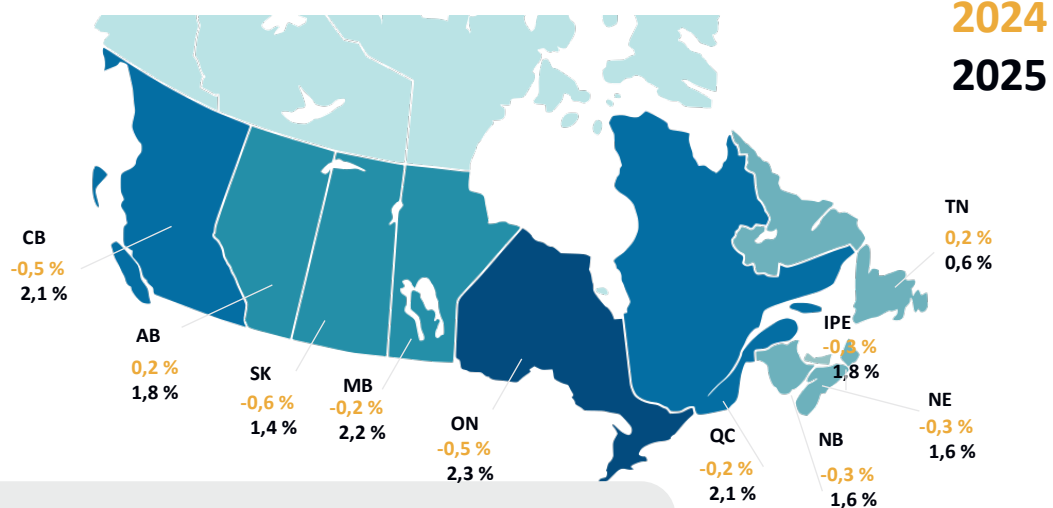 2024
2025
TN
0,2 %
0,6 %
CB
-0,5 %
2,1 %
AB
0,2 %
1,8 %
SK
-0,6 %
1,4 %
MB
-0,2 %
2,2 %
ON
-0,5 %
2,3 %
QC
-0,2 %
2,1 %
IPE
-0,3 %
1,8 %
NB
-0,3 %
1,6 %
NE
-0,3 %
1,6 %